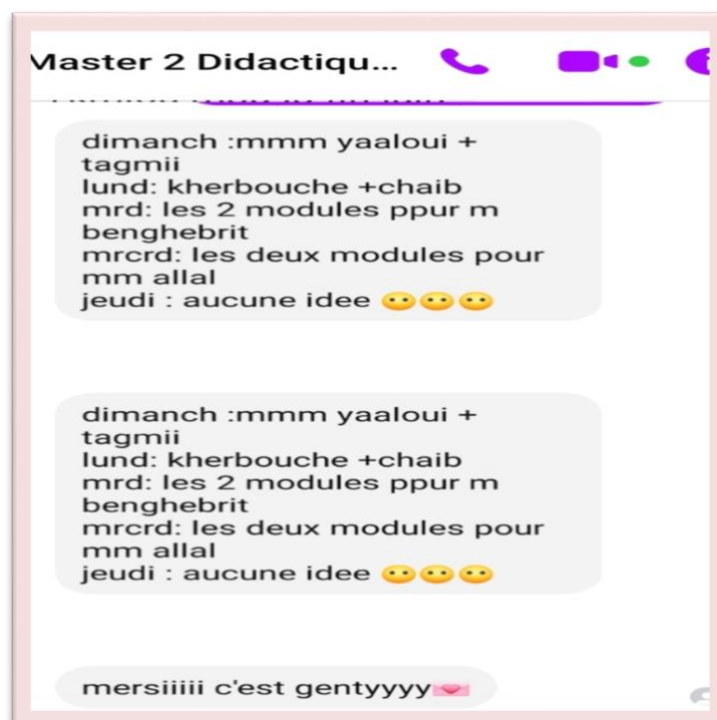 Master 2 Didactiqu...
dimanch :mmm yaaloui +
tagmii
lund: kherbouche +chaib
mrd: les 2 modules ppur m
benghebrit
mrcrd: les deux modules pour
mm allal
jeudi : aucune idee 😶😶😶
dimanch :mmm yaaloui +
tagmii
lund: kherbouche +chaib
mrd: les 2 modules ppur m
benghebrit
mrcrd: les deux modules pour
mm allal
jeudi : aucune idee 😶😶😶
mersiiiii c'est gentyyyy💌